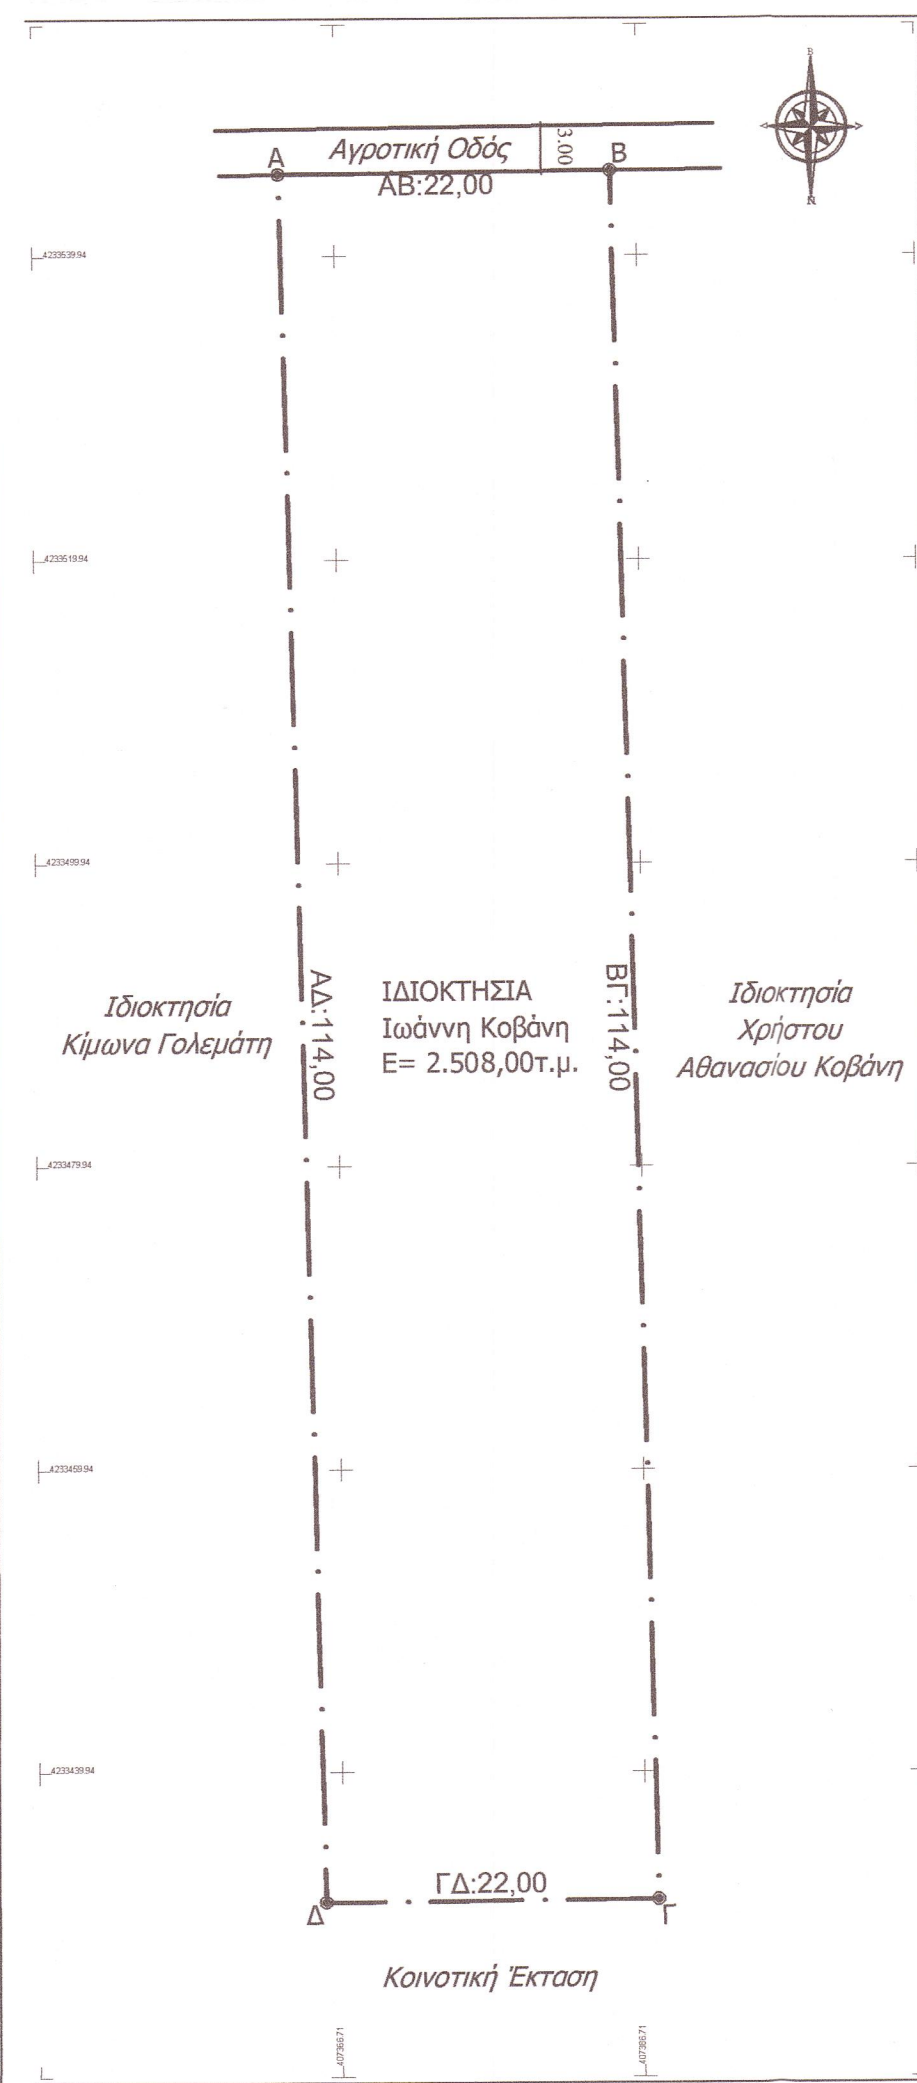 Β
Ν
Αγροτική Οδός
3.00
Α
Β
ΑΒ:22,00
4233539.94
4233519.94
4233499.94
4233479.94
4233459.94
4233439.94
Ιδιοκτησία
Κίμωνα Γολεμάτη
ΑΔ:114,00
ΙΔΙΟΚΤΗΣΙΑ
Ιωάννη Κοβάνη
Ε= 2.508,00τ.μ.
ΒΓ:114,00
Ιδιοκτησία
Χρήστου
Αθανασίου Κοβάνη
ΓΔ:22,00
Δ
Γ
Κοινοτική Έκταση
407366.71
407386.71